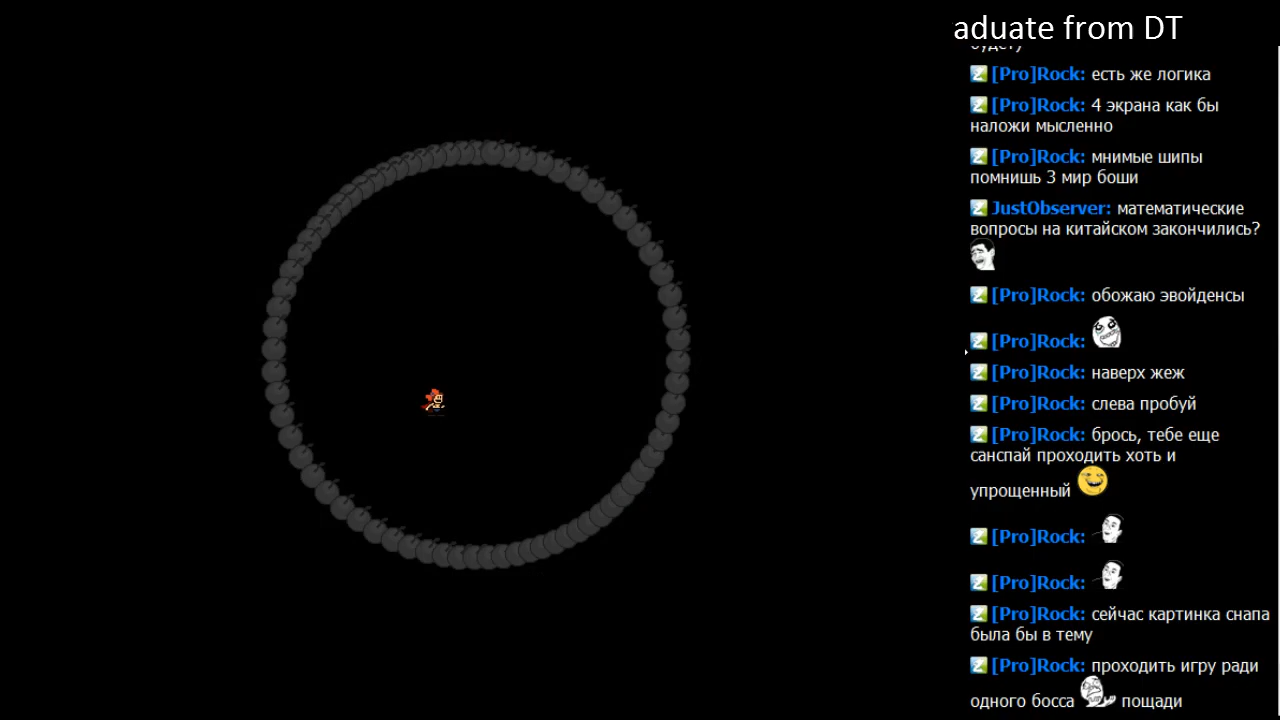 aduate from DT
будету
[Pro]Rock: есть же логика
[Pro]Rock: 4 экрана как бы
наложи мысленно
[Pro]Rock: мнимые шипы
помнишь 3 мир боши
JustObserver: математические
вопросы на китайском закончились?
[Pro]Rock: обожаю эвойденсы
[Pro]Rock:
[Pro]Rock: наверх жеж
[Pro]Rock: слева пробуй
[Pro]Rock: брось, тебе еще
санспай проходить хоть и
упрощенный
[Pro]Rock:
[Pro]Rock:
[Pro]Rock: сейчас картинка снапа
была бы в тему
[Pro]Rock: проходить игру ради
одного босса пощади